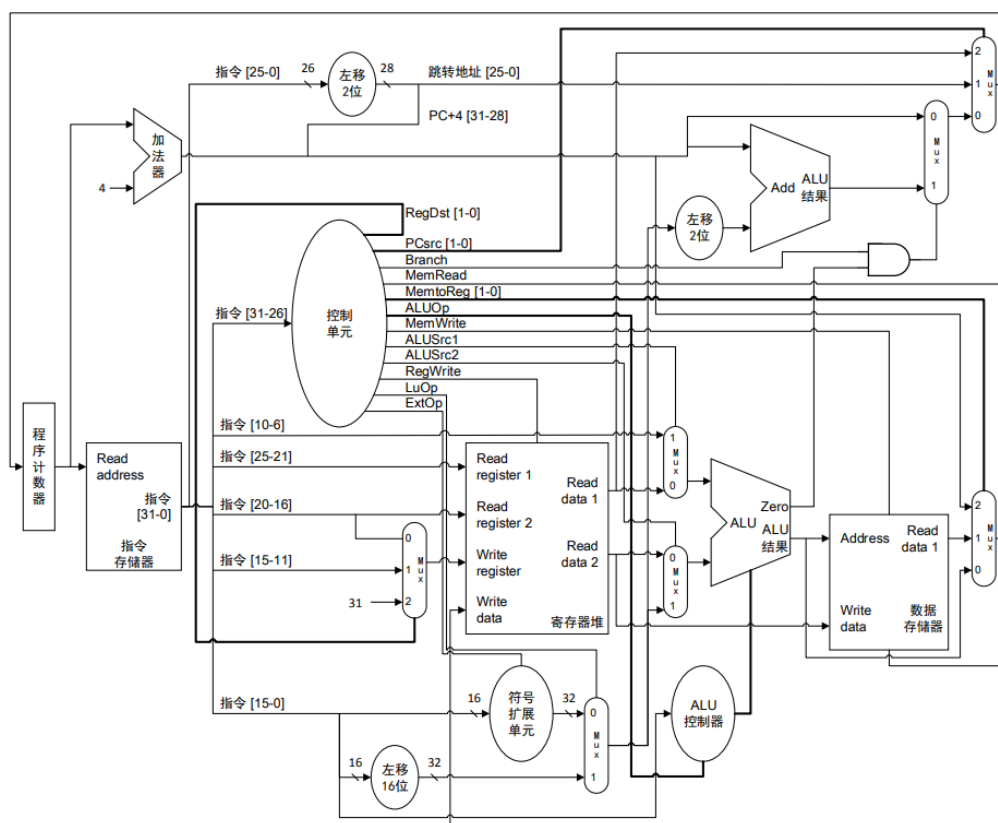 指令 [25-0]
26
左移
2位
28
跳转地址 [25-0]
PC+4 [31-28]
2
1
0
Mux
加法器
4
0
1
Mux
Add
ALU
结果
左移
2位
RegDst [1-0]
PCsrc [1-0]
Branch
MemRead
MemtoReg [1-0]
ALUOp
MemWrite
ALUSrc1
ALUSrc2
RegWrite
LuOp
ExtOp
控制
单元
指令 [31-26]
程序计数器
Read
address
指令
[31-0]
指令
存储器
指令 [10-6]
指令 [25-21]
指令 [20-16]
指令 [15-11]
31
0
1
2
Mux
Read
register 1
Read
register 2
Write
register
Write
data
Read
data 1
Read
data 2
寄存器堆
1
0
Mux
0
1
Mux
Zero
ALU
ALU
结果
Address
Read
data 1
Write
data
数据
存储器
2
1
0
Mux
指令 [15-0]
16
符号
扩展
单元
32
0
1
Mux
16
左移
16位
32
ALU
控制器